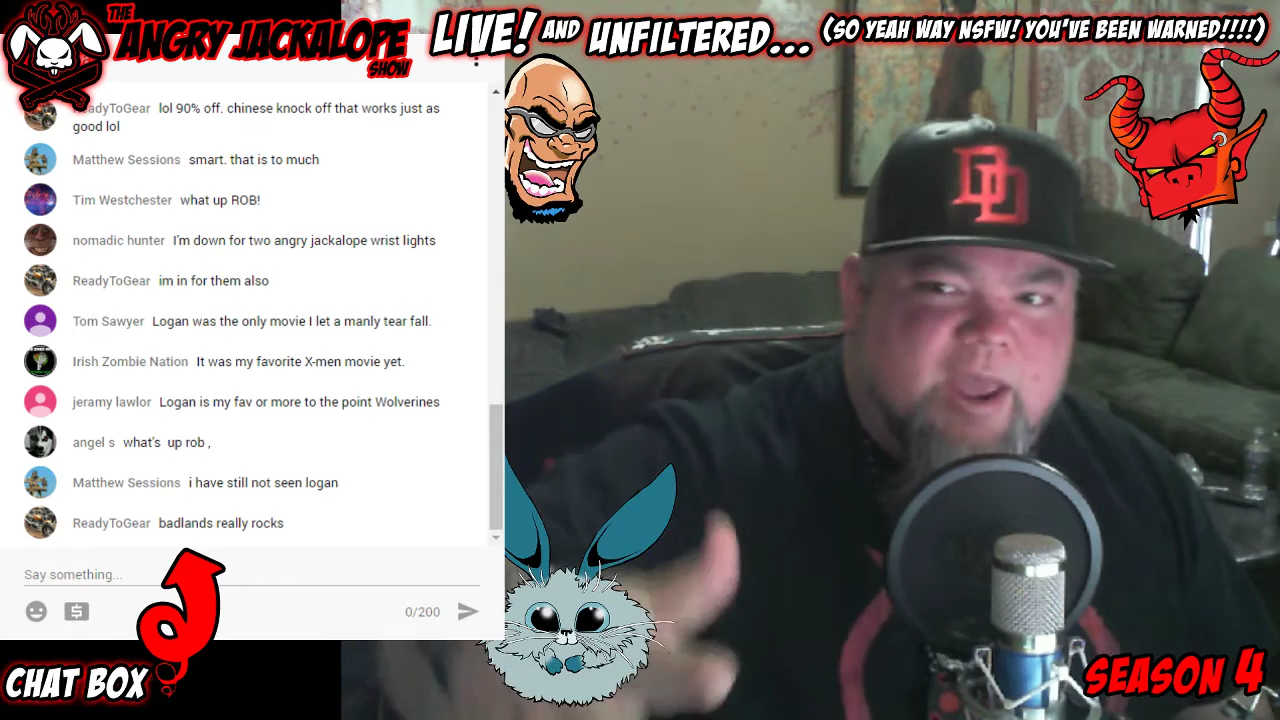 THE
ANGRY JACKALOPE
SHOW
LIVE! AND UNFILTERED... (SO YEAH WAY NSFW! YOU'VE BEEN WARNED!!!!)
eadyToGear lol 90% off. chinese knock off that works just as
good lol
Matthew Sessions smart. that is to much
Tim Westchester what up ROB!
nomadic hunter I'm down for two angry jackalope wrist lights
ReadyToGear im in for them also
Tom Sawyer Logan was the only movie I let a manly tear fall.
Irish Zombie Nation It was my favorite X-men movie yet.
jeramy lawlor Logan is my fav or more to the point Wolverines
angel s what's up rob ,
Matthew Sessions i have still not seen logan
ReadyToGear badlands really rocks
Say something...
0/200
CHAT BOX
DD
SEASON 4